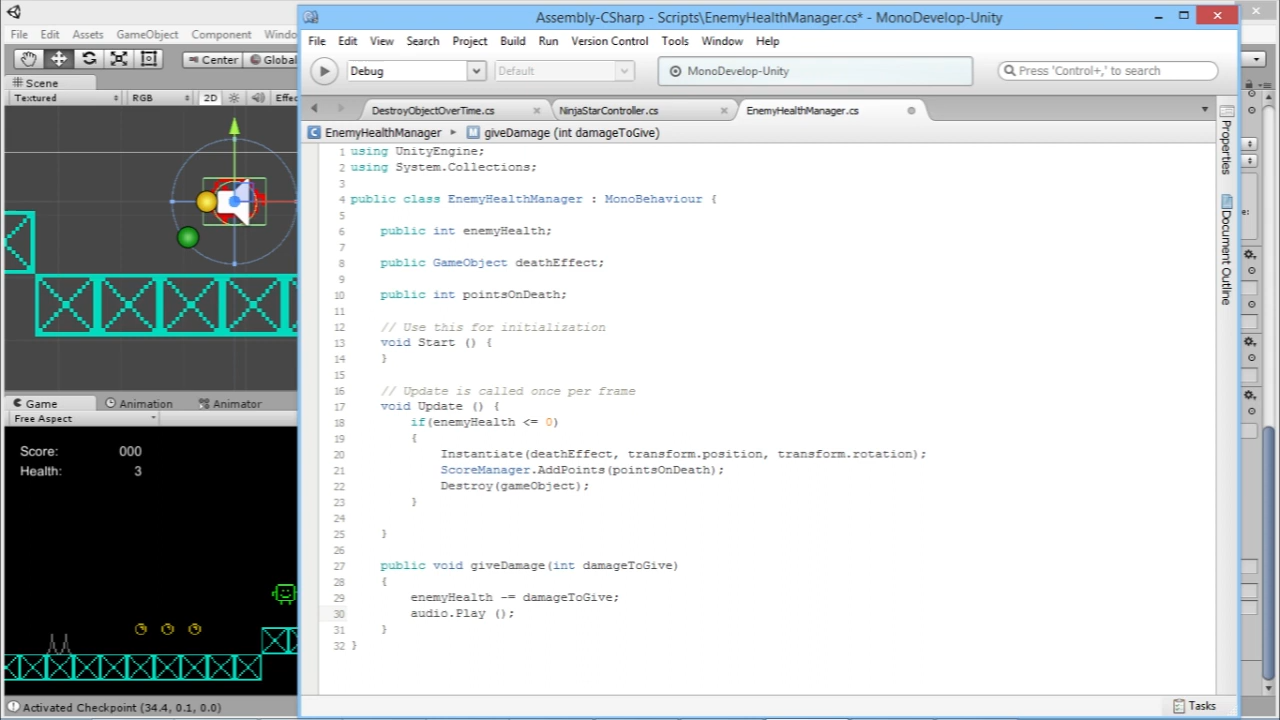 Assembly-CSharp - Scripts\EnemyHealthManager.cs* - MonoDevelop-Unity
File Edit Assets GameObject Component Windo
File Edit View Search Project Build Run Version Control Tools Window Help
Center Global
Debug Default MonoDevelop-Unity Press 'Control+,' to search
Scene
Textured RGB 2D Effe
DestroyObjectOverTime.cs NinjaStarController.cs EnemyHealthManager.cs
EnemyHealthManager giveDamage (int damageToGive)
1 using UnityEngine;
2 using System.Collections;
3
4 public class EnemyHealthManager : MonoBehaviour {
5
6 public int enemyHealth;
7
8 public GameObject deathEffect;
9
10 public int pointsOnDeath;
11
12 // Use this for initialization
13 void Start () {
14 }
15
16 // Update is called once per frame
17 void Update () {
18 if(enemyHealth <= 0)
19 {
20 Instantiate(deathEffect, transform.position, transform.rotation);
21 ScoreManager.AddPoints(pointsOnDeath);
22 Destroy(gameObject);
23 }
24
25 }
26
27 public void giveDamage(int damageToGive)
28 {
29 enemyHealth -= damageToGive;
30 audio.Play ();
31 }
32 }
Properties
Document Outline
Game Animation Animator
Free Aspect
Score: 000
Health: 3
Activated Checkpoint (34.4, 0.1, 0.0)
Tasks